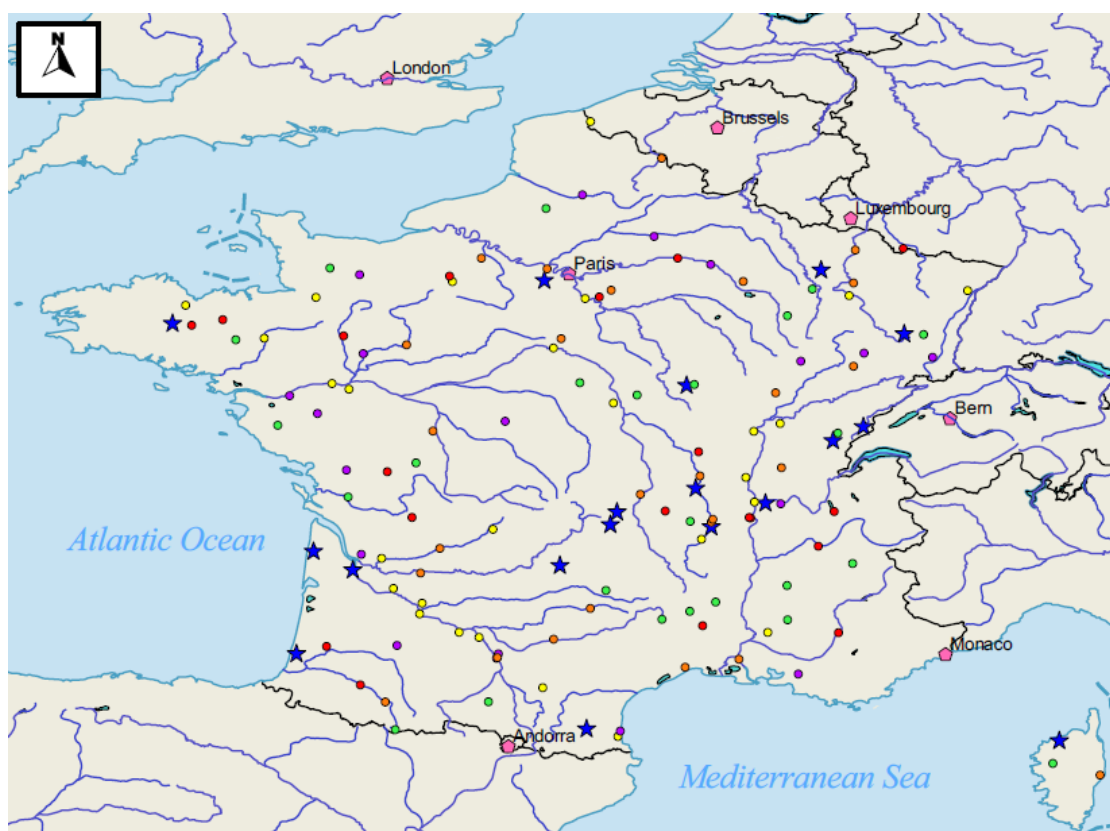 N
London
Brussels
Luxembourg
Paris
Bern
Atlantic Ocean
Monaco
Andorra
Mediterranean Sea